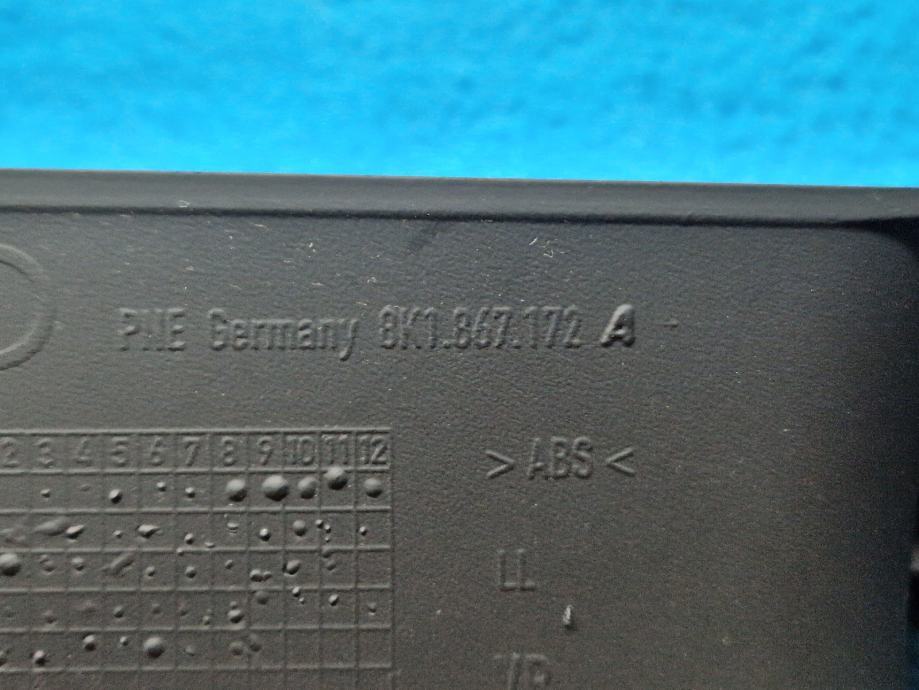 PNE Germany 8K1.867.172 A
2 3 4 5 6 7 8 9 10 11 12
>ABS<
LL